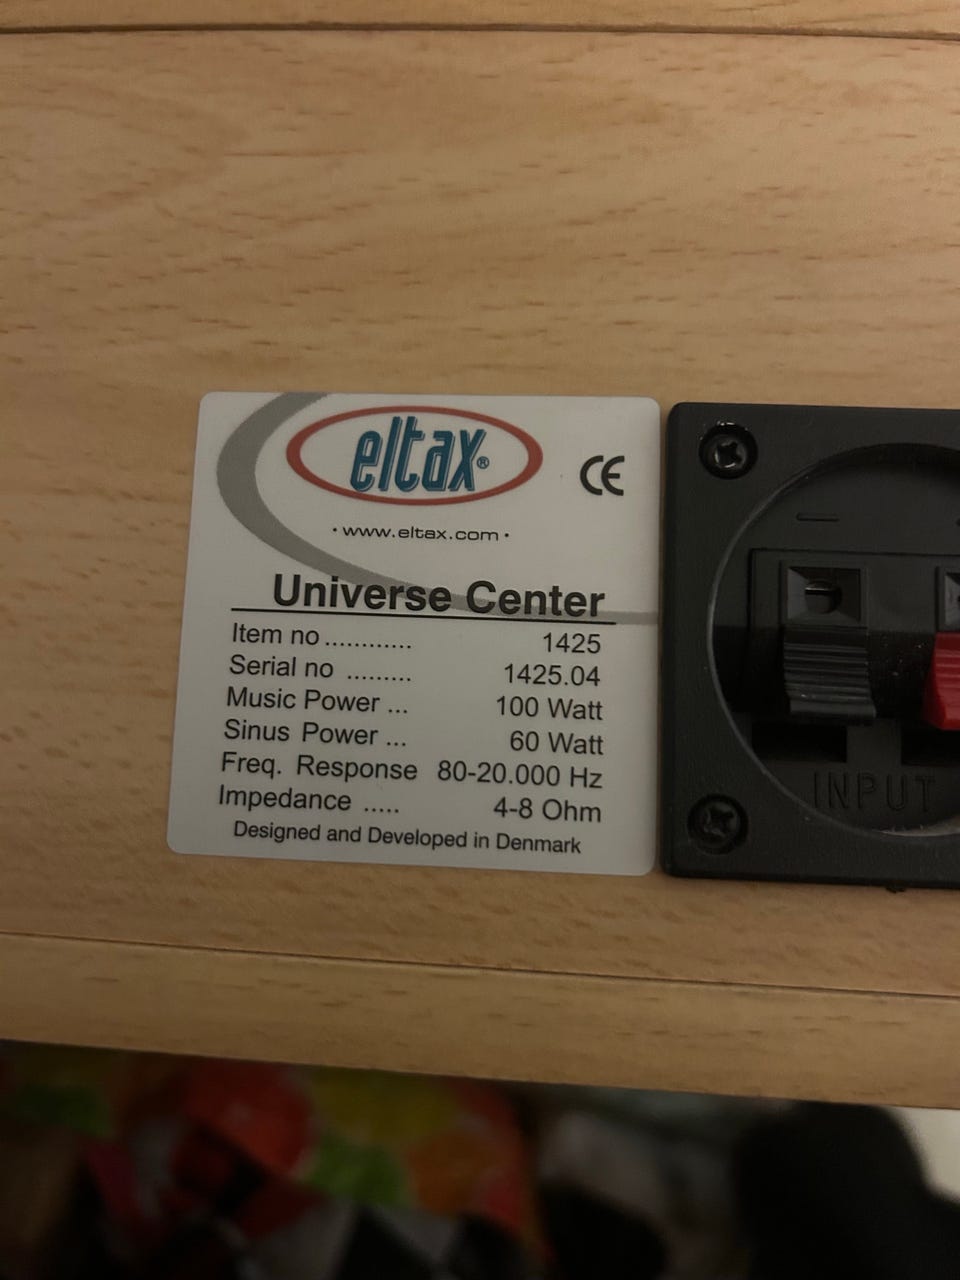 eltax®
CE
• www.eltax.com •
Universe Center
Item no ............ 1425
Serial no ......... 1425.04
Music Power ... 100 Watt
Sinus Power ... 60 Watt
Freq. Response 80-20.000 Hz
Impedance ..... 4-8 Ohm
Designed and Developed in Denmark
−
INPUT